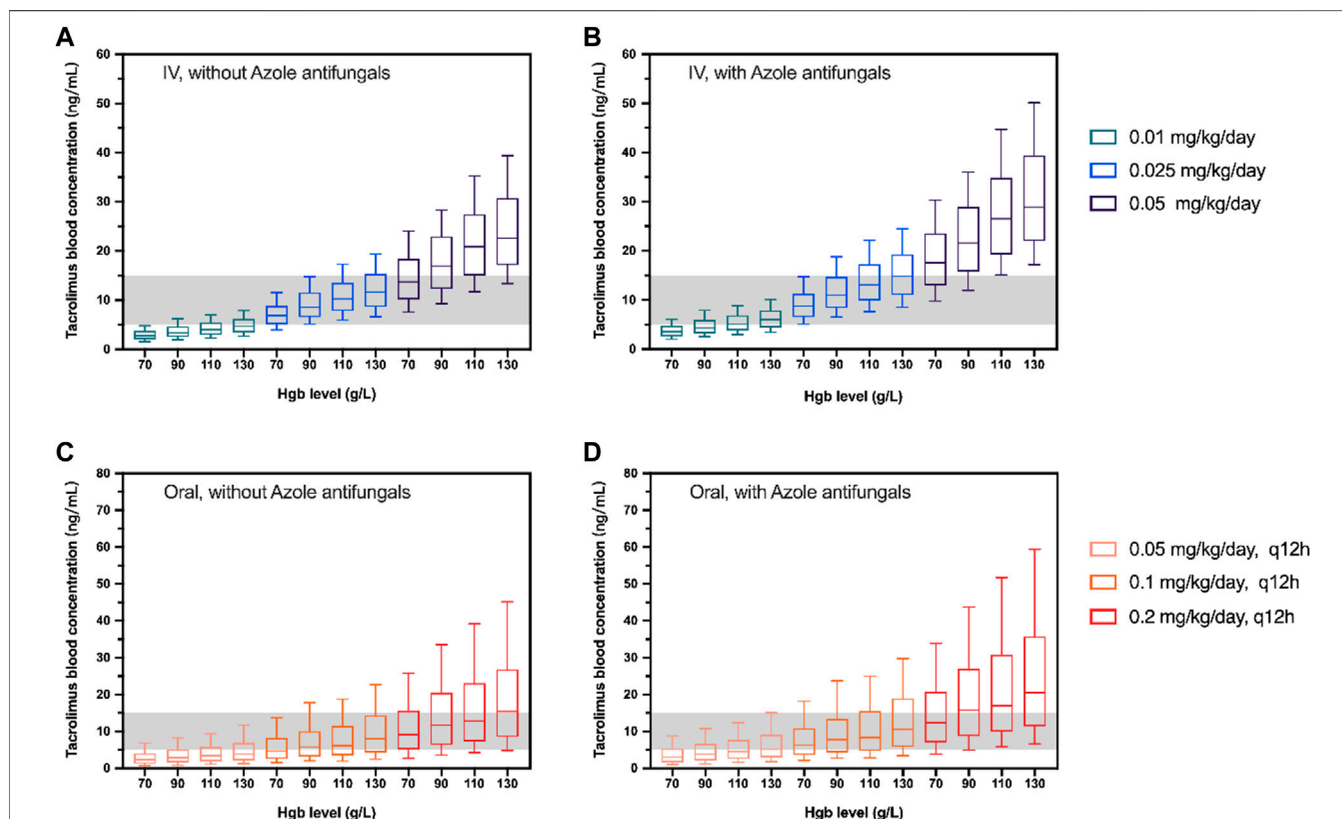 A
B
IV, without Azole antifungals
IV, with Azole antifungals
Tacrolimus blood concentration (ng/mL)
60
50
40
30
20
10
0
70 90 110 130 70 90 110 130 70 90 110 130
Hgb level (g/L)
Tacrolimus blood concentration (ng/mL)
60
50
40
30
20
10
0
70 90 110 130 70 90 110 130 70 90 110 130
Hgb level (g/L)
0.01 mg/kg/day
0.025 mg/kg/day
0.05 mg/kg/day
C
D
Oral, without Azole antifungals
Oral, with Azole antifungals
Tacrolimus blood concentration (ng/mL)
80
70
60
50
40
30
20
10
0
70 90 110 130 70 90 110 130 70 90 110 130
Hgb level (g/L)
Tacrolimus blood concentration (ng/mL)
80
70
60
50
40
30
20
10
0
70 90 110 130 70 90 110 130 70 90 110 130
Hgb level (g/L)
0.05 mg/kg/day, q12h
0.1 mg/kg/day, q12h
0.2 mg/kg/day, q12h